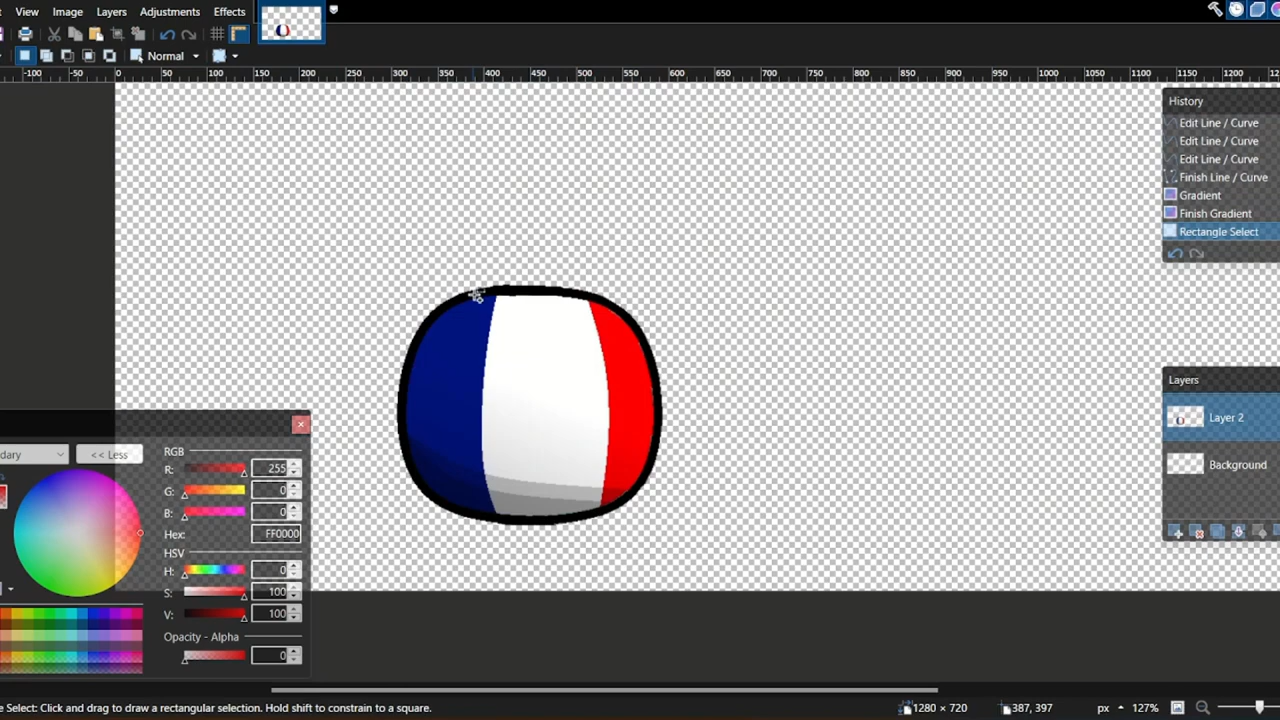 View Image Layers Adjustments Effects
Normal
-100 -50 0 50 100 150 200 250 300 350 400 450 500 550 600 650 700 750 800 850 900 950 1000 1050 1100 1150 1200
History
Edit Line / Curve
Edit Line / Curve
Edit Line / Curve
Finish Line / Curve
Gradient
Finish Gradient
Rectangle Select
Layers
Layer 2
Background
dary
<< Less
RGB
R: 255
G: 0
B: 0
Hex: FF0000
HSV
H: 0
S: 100
V: 100
Opacity - Alpha
0
e Select: Click and drag to draw a rectangular selection. Hold shift to constrain to a square.
1280 × 720
387, 397
px
127%